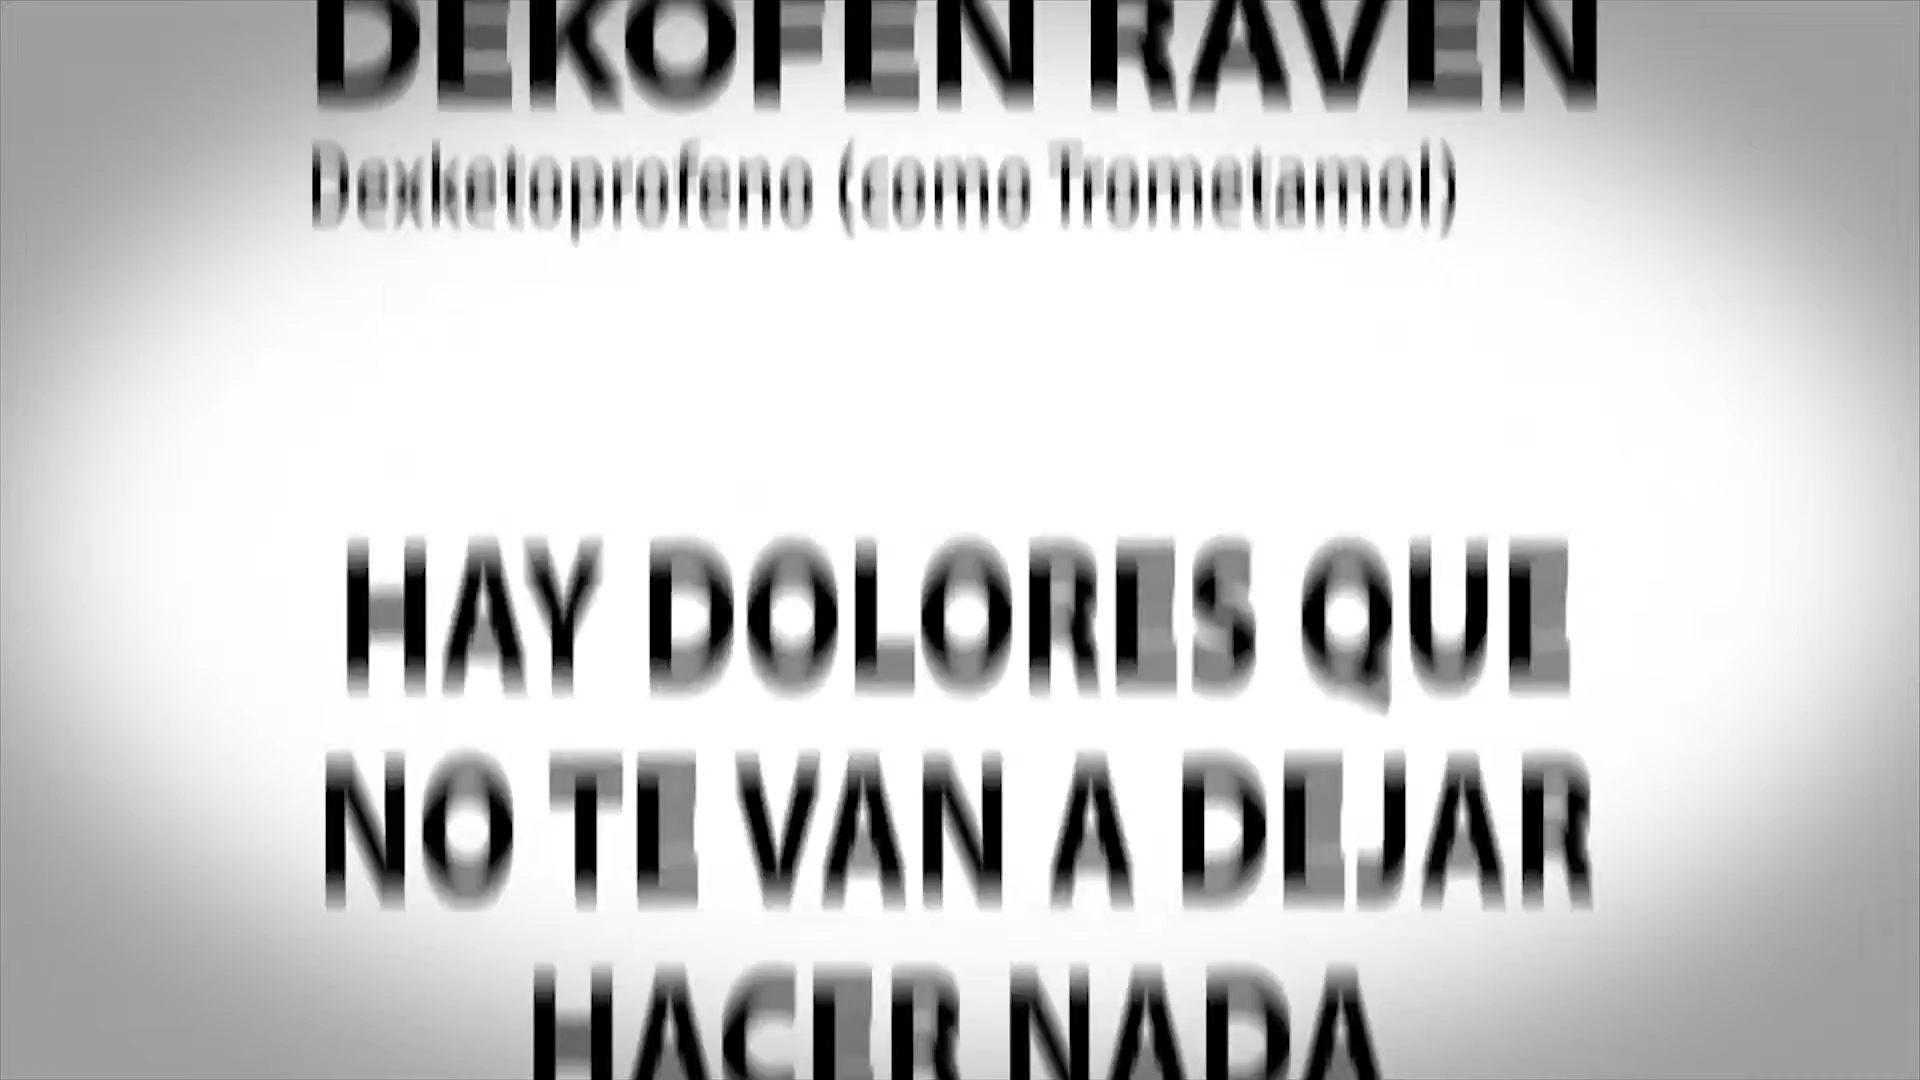 DEKOFEN RAVEN
Dexketoprofeno (como Trometamol)
HAY DOLORES QUE
NO TE VAN A DEJAR
HACER NADA